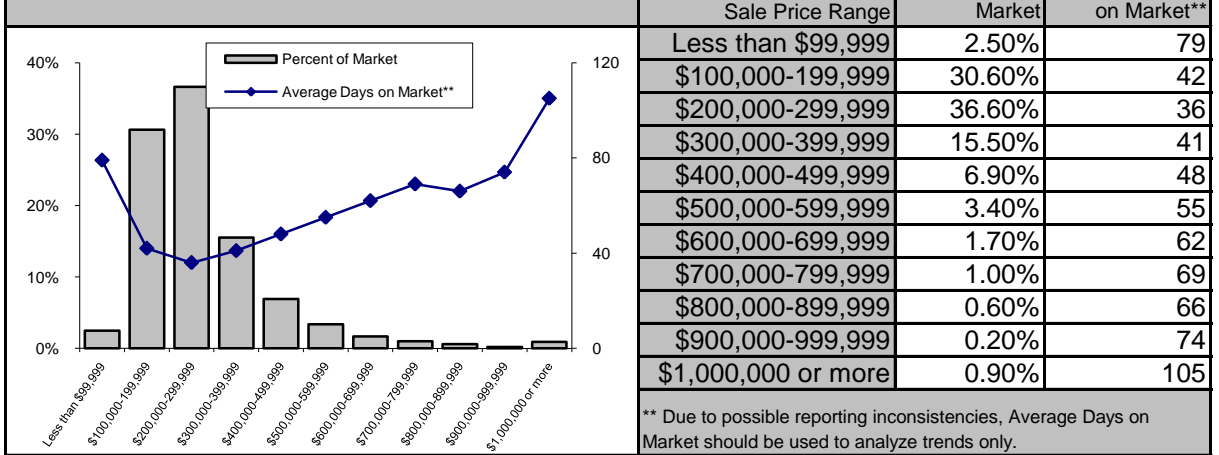 Percent of Market
Average Days on Market**
40%
30%
20%
10%
0%
120
80
40
0
Less than $99,999
$100,000-199,999
$200,000-299,999
$300,000-399,999
$400,000-499,999
$500,000-599,999
$600,000-699,999
$700,000-799,999
$800,000-899,999
$900,000-999,999
$1,000,000 or more
Sale Price Range Market on Market**
Less than $99,999 2.50% 79
$100,000-199,999 30.60% 42
$200,000-299,999 36.60% 36
$300,000-399,999 15.50% 41
$400,000-499,999 6.90% 48
$500,000-599,999 3.40% 55
$600,000-699,999 1.70% 62
$700,000-799,999 1.00% 69
$800,000-899,999 0.60% 66
$900,000-999,999 0.20% 74
$1,000,000 or more 0.90% 105
** Due to possible reporting inconsistencies, Average Days on
Market should be used to analyze trends only.